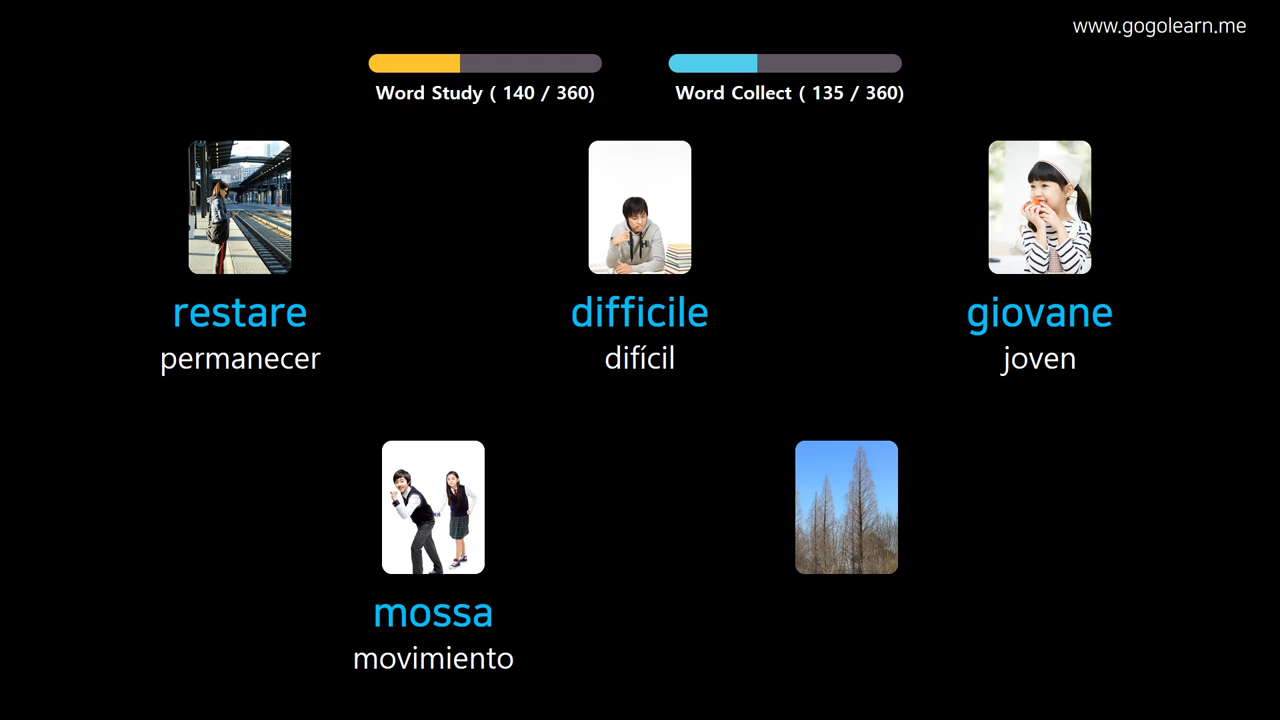 www.gogolearn.me
Word Study ( 140 / 360)
Word Collect ( 135 / 360)
restare
permanecer
difficile
difícil
giovane
joven
mossa
movimiento